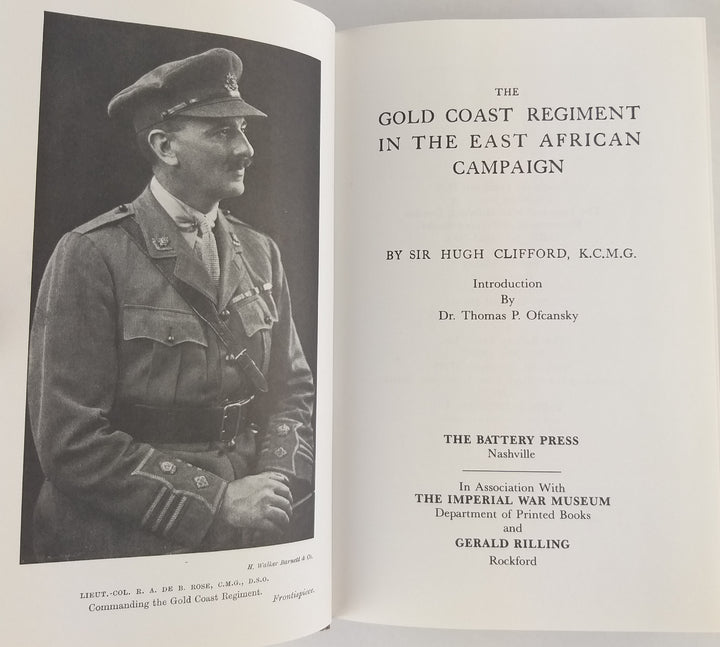 H. Walker Barnett & Co.
LIEUT.-COL. R. A. DE B. ROSE, C.M.G., D.S.O.
Commanding the Gold Coast Regiment.
Frontispiece.
THE
GOLD COAST REGIMENT
IN THE EAST AFRICAN
CAMPAIGN
BY SIR HUGH CLIFFORD, K.C.M.G.
Introduction
By
Dr. Thomas P. Ofcansky
THE BATTERY PRESS
Nashville
In Association With
THE IMPERIAL WAR MUSEUM
Department of Printed Books
and
GERALD RILLING
Rockford